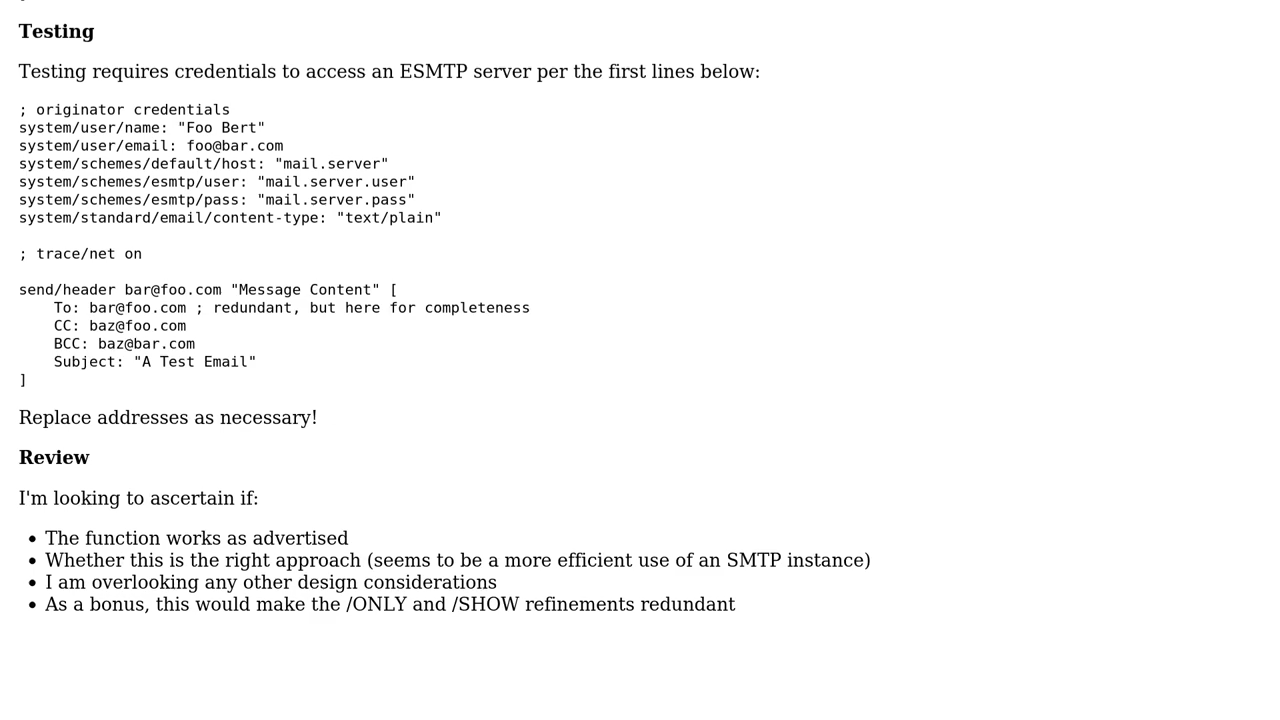 Testing
Testing requires credentials to access an ESMTP server per the first lines below:
; originator credentials
system/user/name: "Foo Bert"
system/user/email: foo@bar.com
system/schemes/default/host: "mail.server"
system/schemes/esmtp/user: "mail.server.user"
system/schemes/esmtp/pass: "mail.server.pass"
system/standard/email/content-type: "text/plain"
; trace/net on
send/header bar@foo.com "Message Content" [
    To: bar@foo.com ; redundant, but here for completeness
    CC: baz@foo.com
    BCC: baz@bar.com
    Subject: "A Test Email"
]
Replace addresses as necessary!
Review
I'm looking to ascertain if:
• The function works as advertised
• Whether this is the right approach (seems to be a more efficient use of an SMTP instance)
• I am overlooking any other design considerations
• As a bonus, this would make the /ONLY and /SHOW refinements redundant